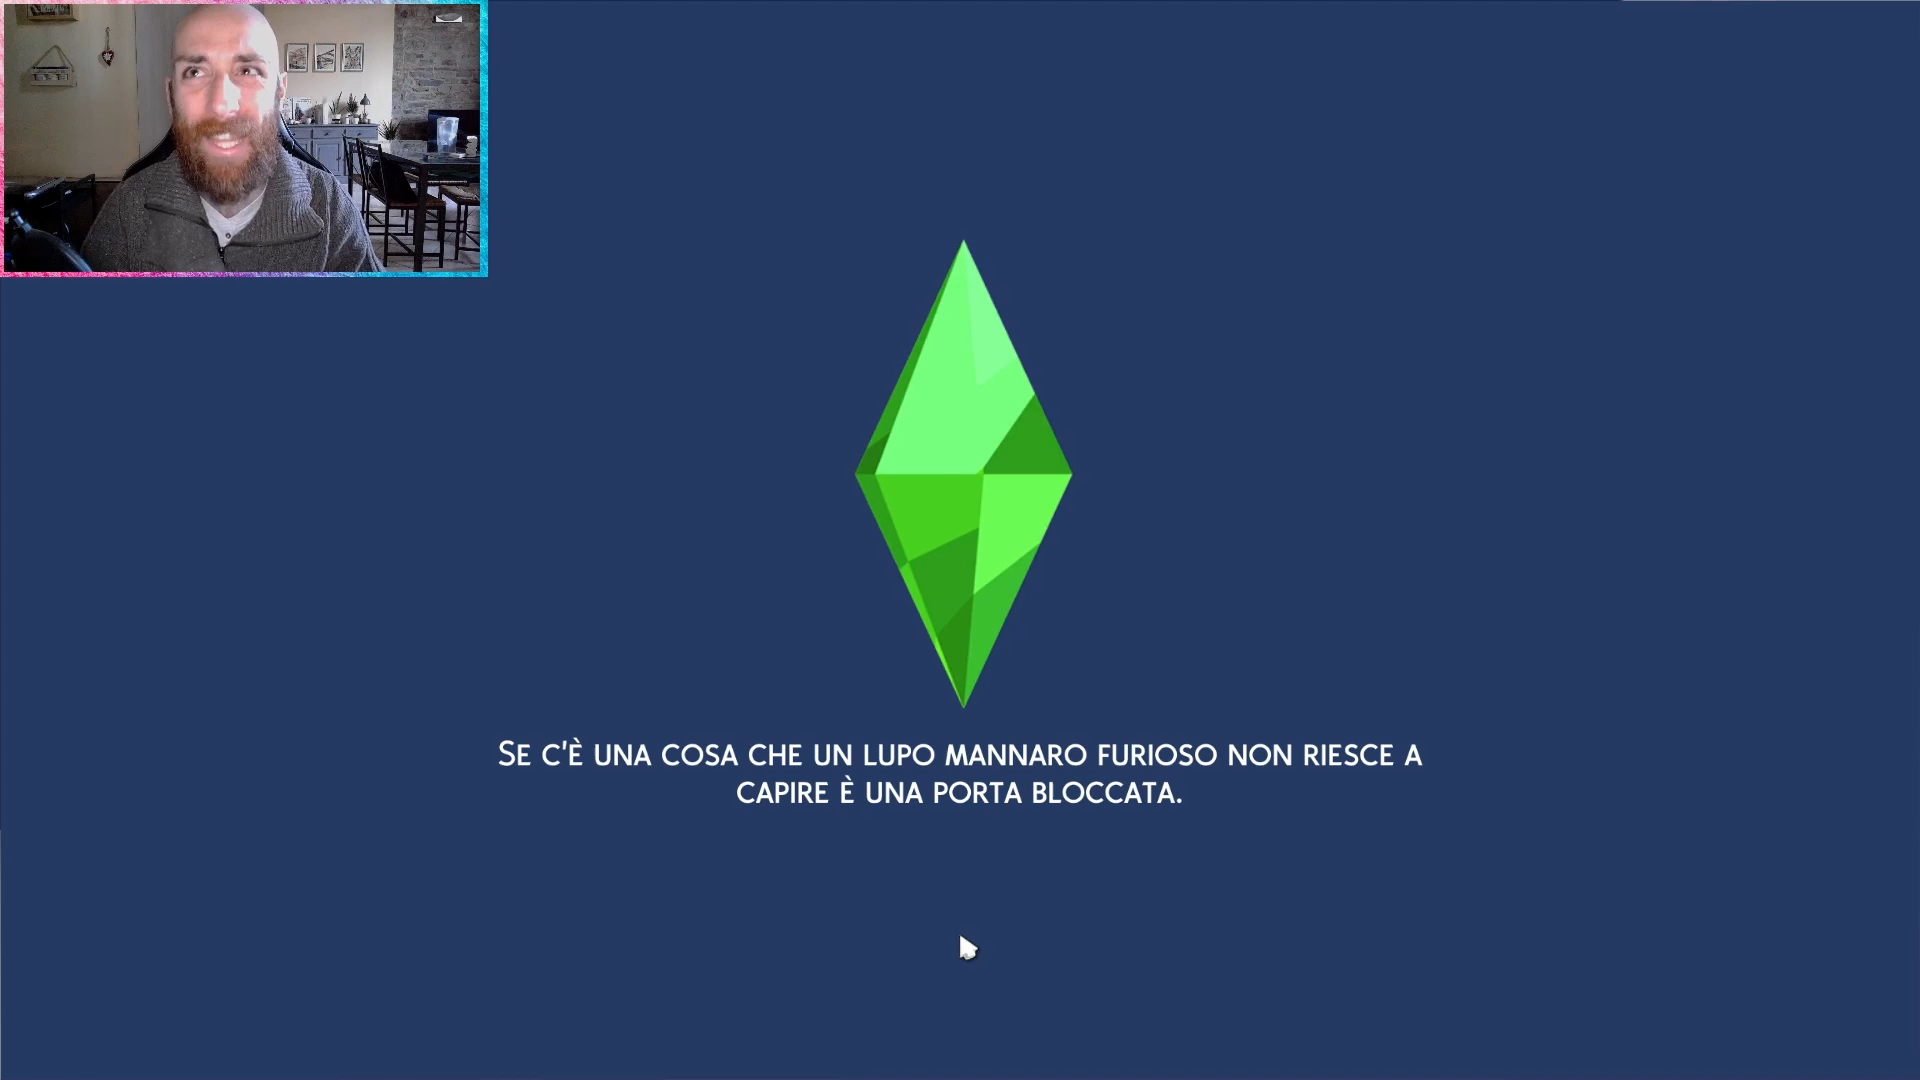 Se c'è una cosa che un lupo mannaro furioso non riesce a
capire è una porta bloccata.